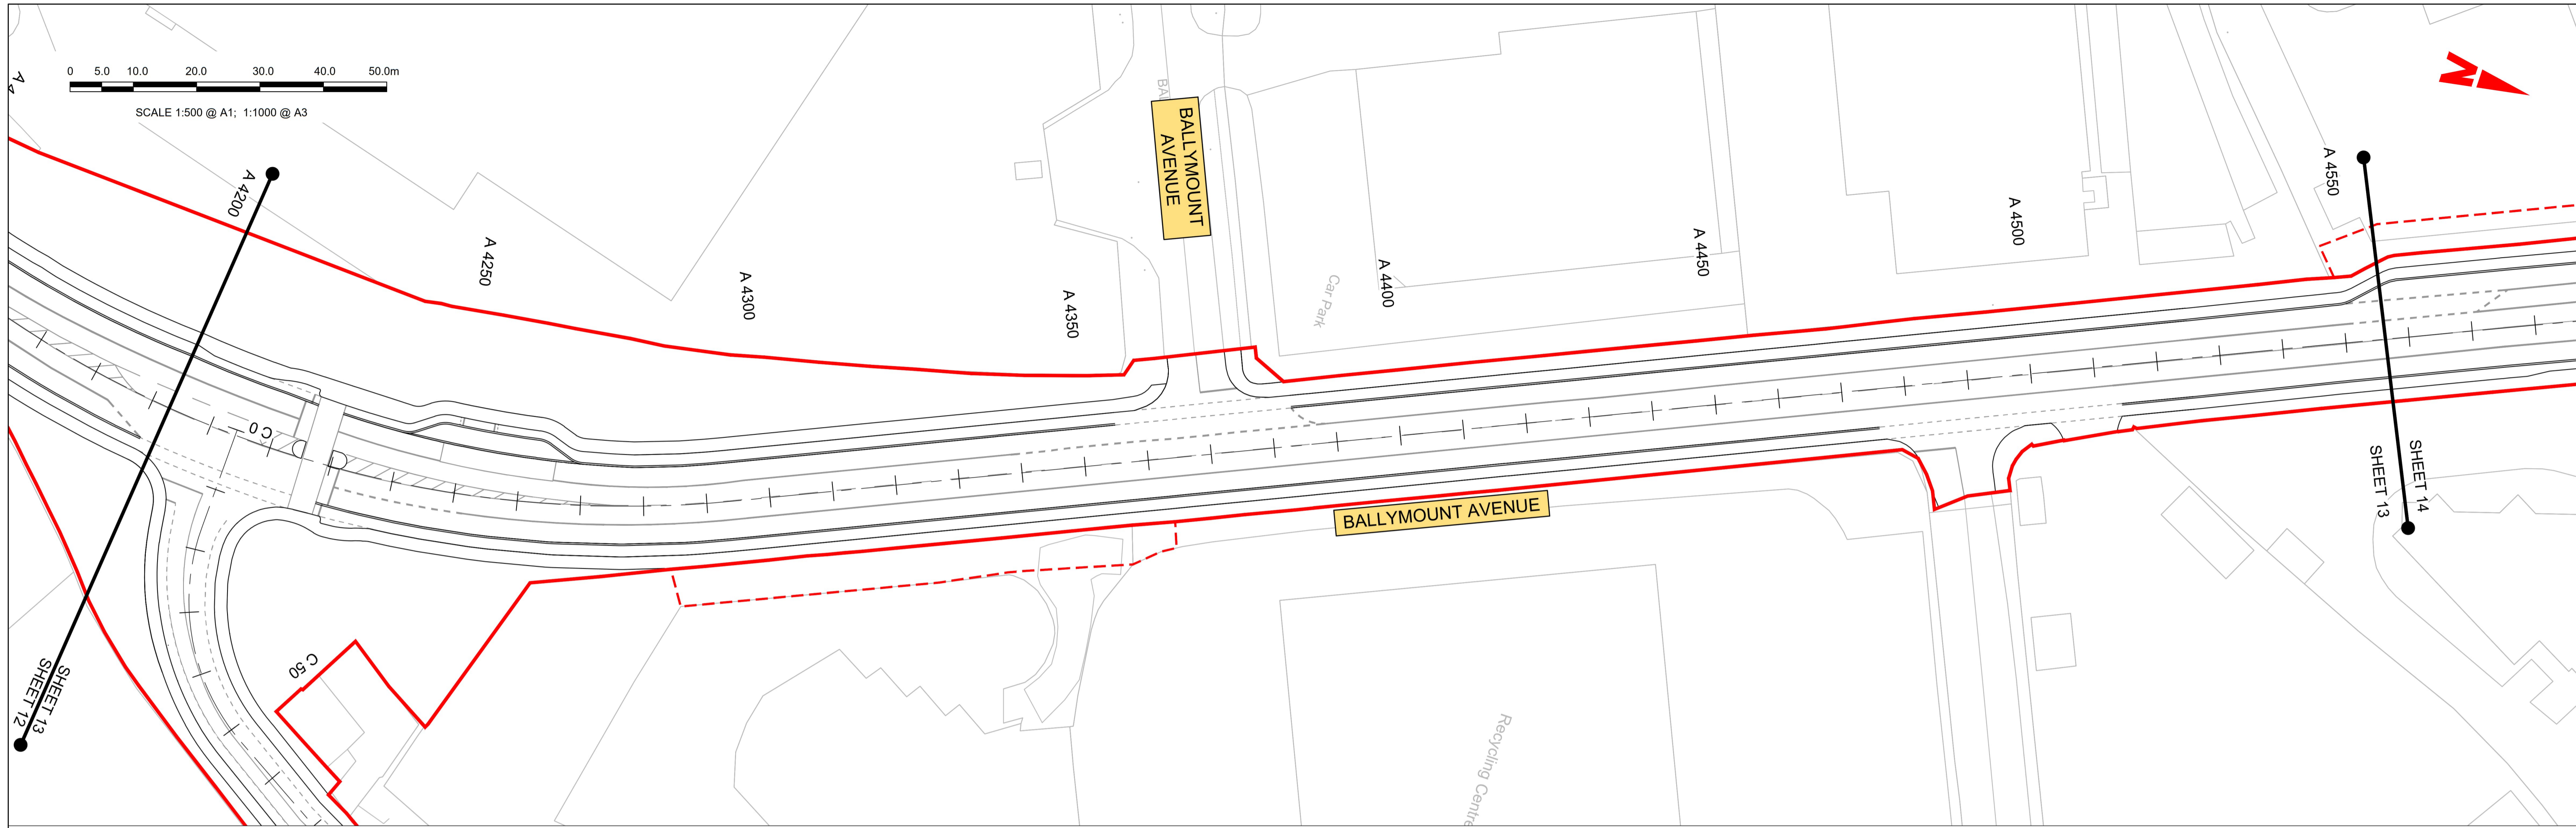 0 5.0 10.0 20.0 30.0 40.0 50.0m
SCALE 1:500 @ A1; 1:1000 @ A3
N
A 4200
A 4250
A 4300
A 4350
A 4400
A 4450
A 4500
A 4550
BALLYMOUNT
AVENUE
Car Park
C 0
C 50
BALLYMOUNT AVENUE
Recycling Centre
SHEET 13
SHEET 12
SHEET 14
SHEET 13